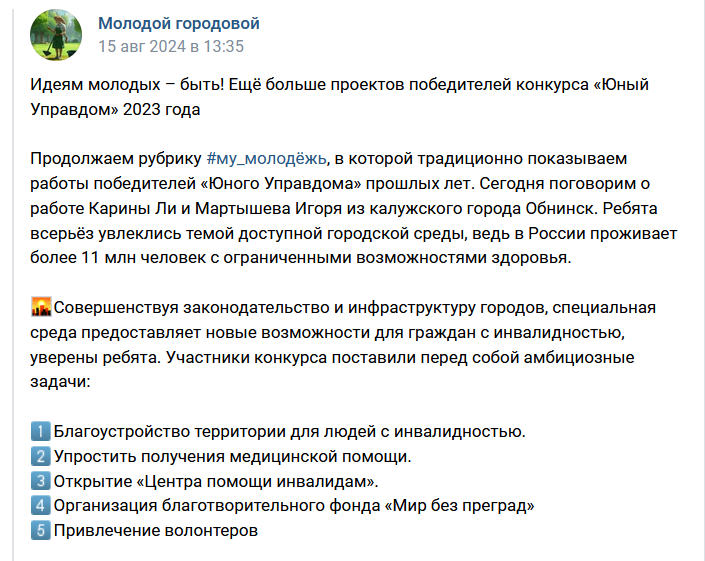 Молодой городовой
15 авг 2024 в 13:35
Идеям молодых – быть! Ещё больше проектов победителей конкурса «Юный
Управдом» 2023 года
Продолжаем рубрику #му_молодёжь, в которой традиционно показываем
работы победителей «Юного Управдома» прошлых лет. Сегодня поговорим о
работе Карины Ли и Мартышева Игоря из калужского города Обнинск. Ребята
всерьёз увлеклись темой доступной городской среды, ведь в России проживает
более 11 млн человек с ограниченными возможностями здоровья.
🌇Совершенствуя законодательство и инфраструктуру городов, специальная
среда предоставляет новые возможности для граждан с инвалидностью,
уверены ребята. Участники конкурса поставили перед собой амбициозные
задачи:
1 Благоустройство территории для людей с инвалидностью.
2 Упростить получения медицинской помощи.
3 Открытие «Центра помощи инвалидам».
4 Организация благотворительного фонда «Мир без преград»
5 Привлечение волонтеров